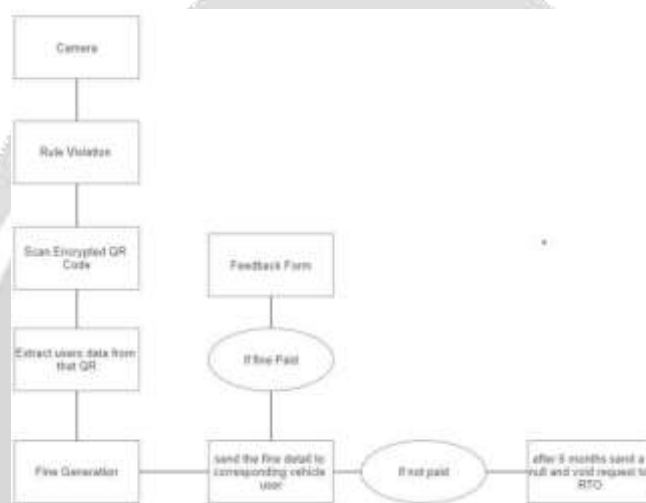 Camera
Rule Violation
Scan Encrypted QR
Code
Feedback Form
Extract users data from
that QR
If fine Paid
Fine Generation
send the fine detail to
corresponding vehicle
user.
If not paid
after 6 months send a
null and void request to
RTO